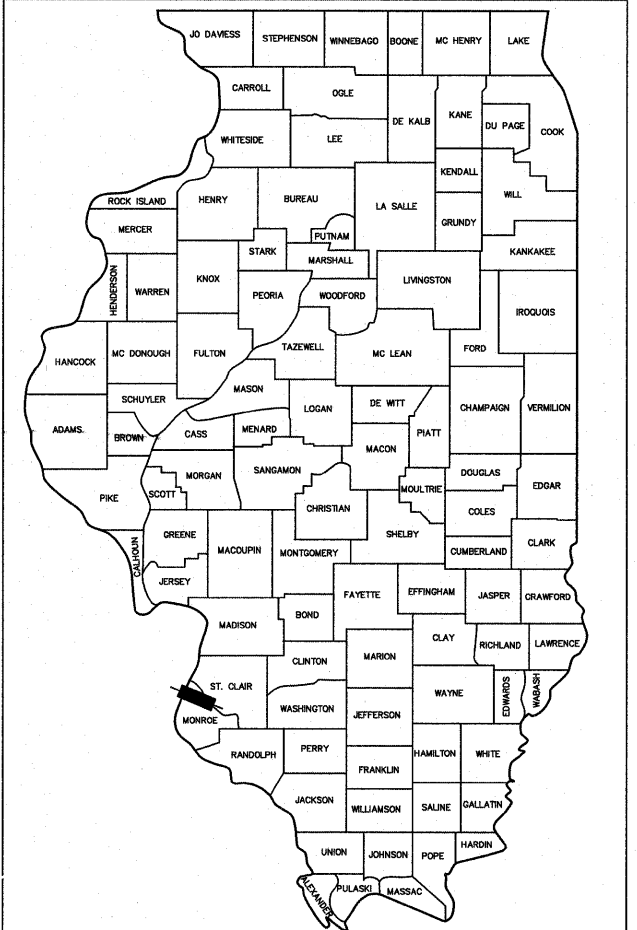 JO DAVIESS
STEPHENSON
WINNEBAGO
BOONE
MC HENRY
LAKE
CARROLL
OGLE
DE KALB
KANE
DU PAGE
COOK
WHITESIDE
LEE
KENDALL
WILL
ROCK ISLAND
HENRY
BUREAU
LA SALLE
GRUNDY
MERCER
PUTNAM
STARK
MARSHALL
KANKAKEE
HENDERSON
WARREN
KNOX
PEORIA
WOODFORD
LIVINGSTON
IROQUOIS
HANCOCK
MC DONOUGH
FULTON
TAZEWELL
MC LEAN
FORD
MASON
SCHUYLER
LOGAN
DE WITT
CHAMPAIGN
VERMILION
ADAMS
BROWN
CASS
MENARD
PIATT
MACON
SANGAMON
MORGAN
SCOTT
PIKE
MOULTRIE
DOUGLAS
EDGAR
CHRISTIAN
COLES
CALHOUN
GREENE
MACOUPIN
MONTGOMERY
SHELBY
CUMBERLAND
CLARK
JERSEY
FAYETTE
EFFINGHAM
JASPER
CRAWFORD
MADISON
BOND
CLAY
RICHLAND
LAWRENCE
CLINTON
MARION
ST. CLAIR
WAYNE
EDWARDS
WABASH
WASHINGTON
JEFFERSON
MONROE
RANDOLPH
PERRY
HAMILTON
WHITE
FRANKLIN
JACKSON
WILLIAMSON
SALINE
GALLATIN
UNION
JOHNSON
POPE
HARDIN
ALEXANDER
PULASKI
MASSAC